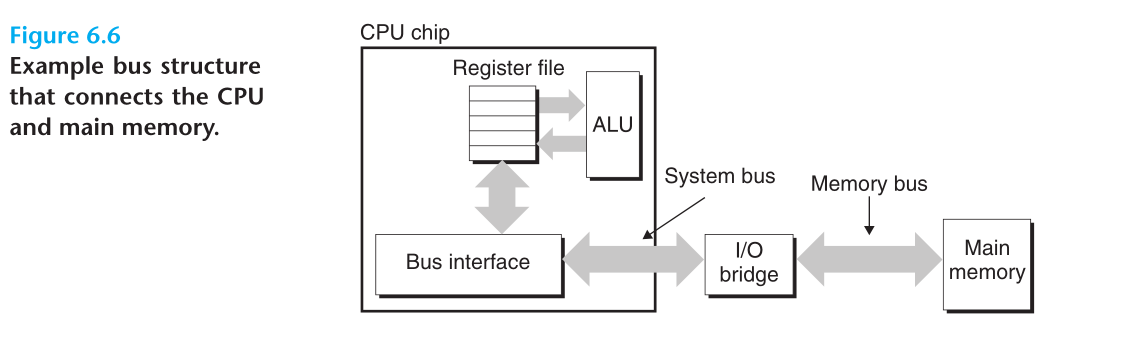 Figure 6.6
Example bus structure
that connects the CPU
and main memory.
CPU chip
Register file
ALU
System bus
Memory bus
Bus interface
I/O
bridge
Main
memory